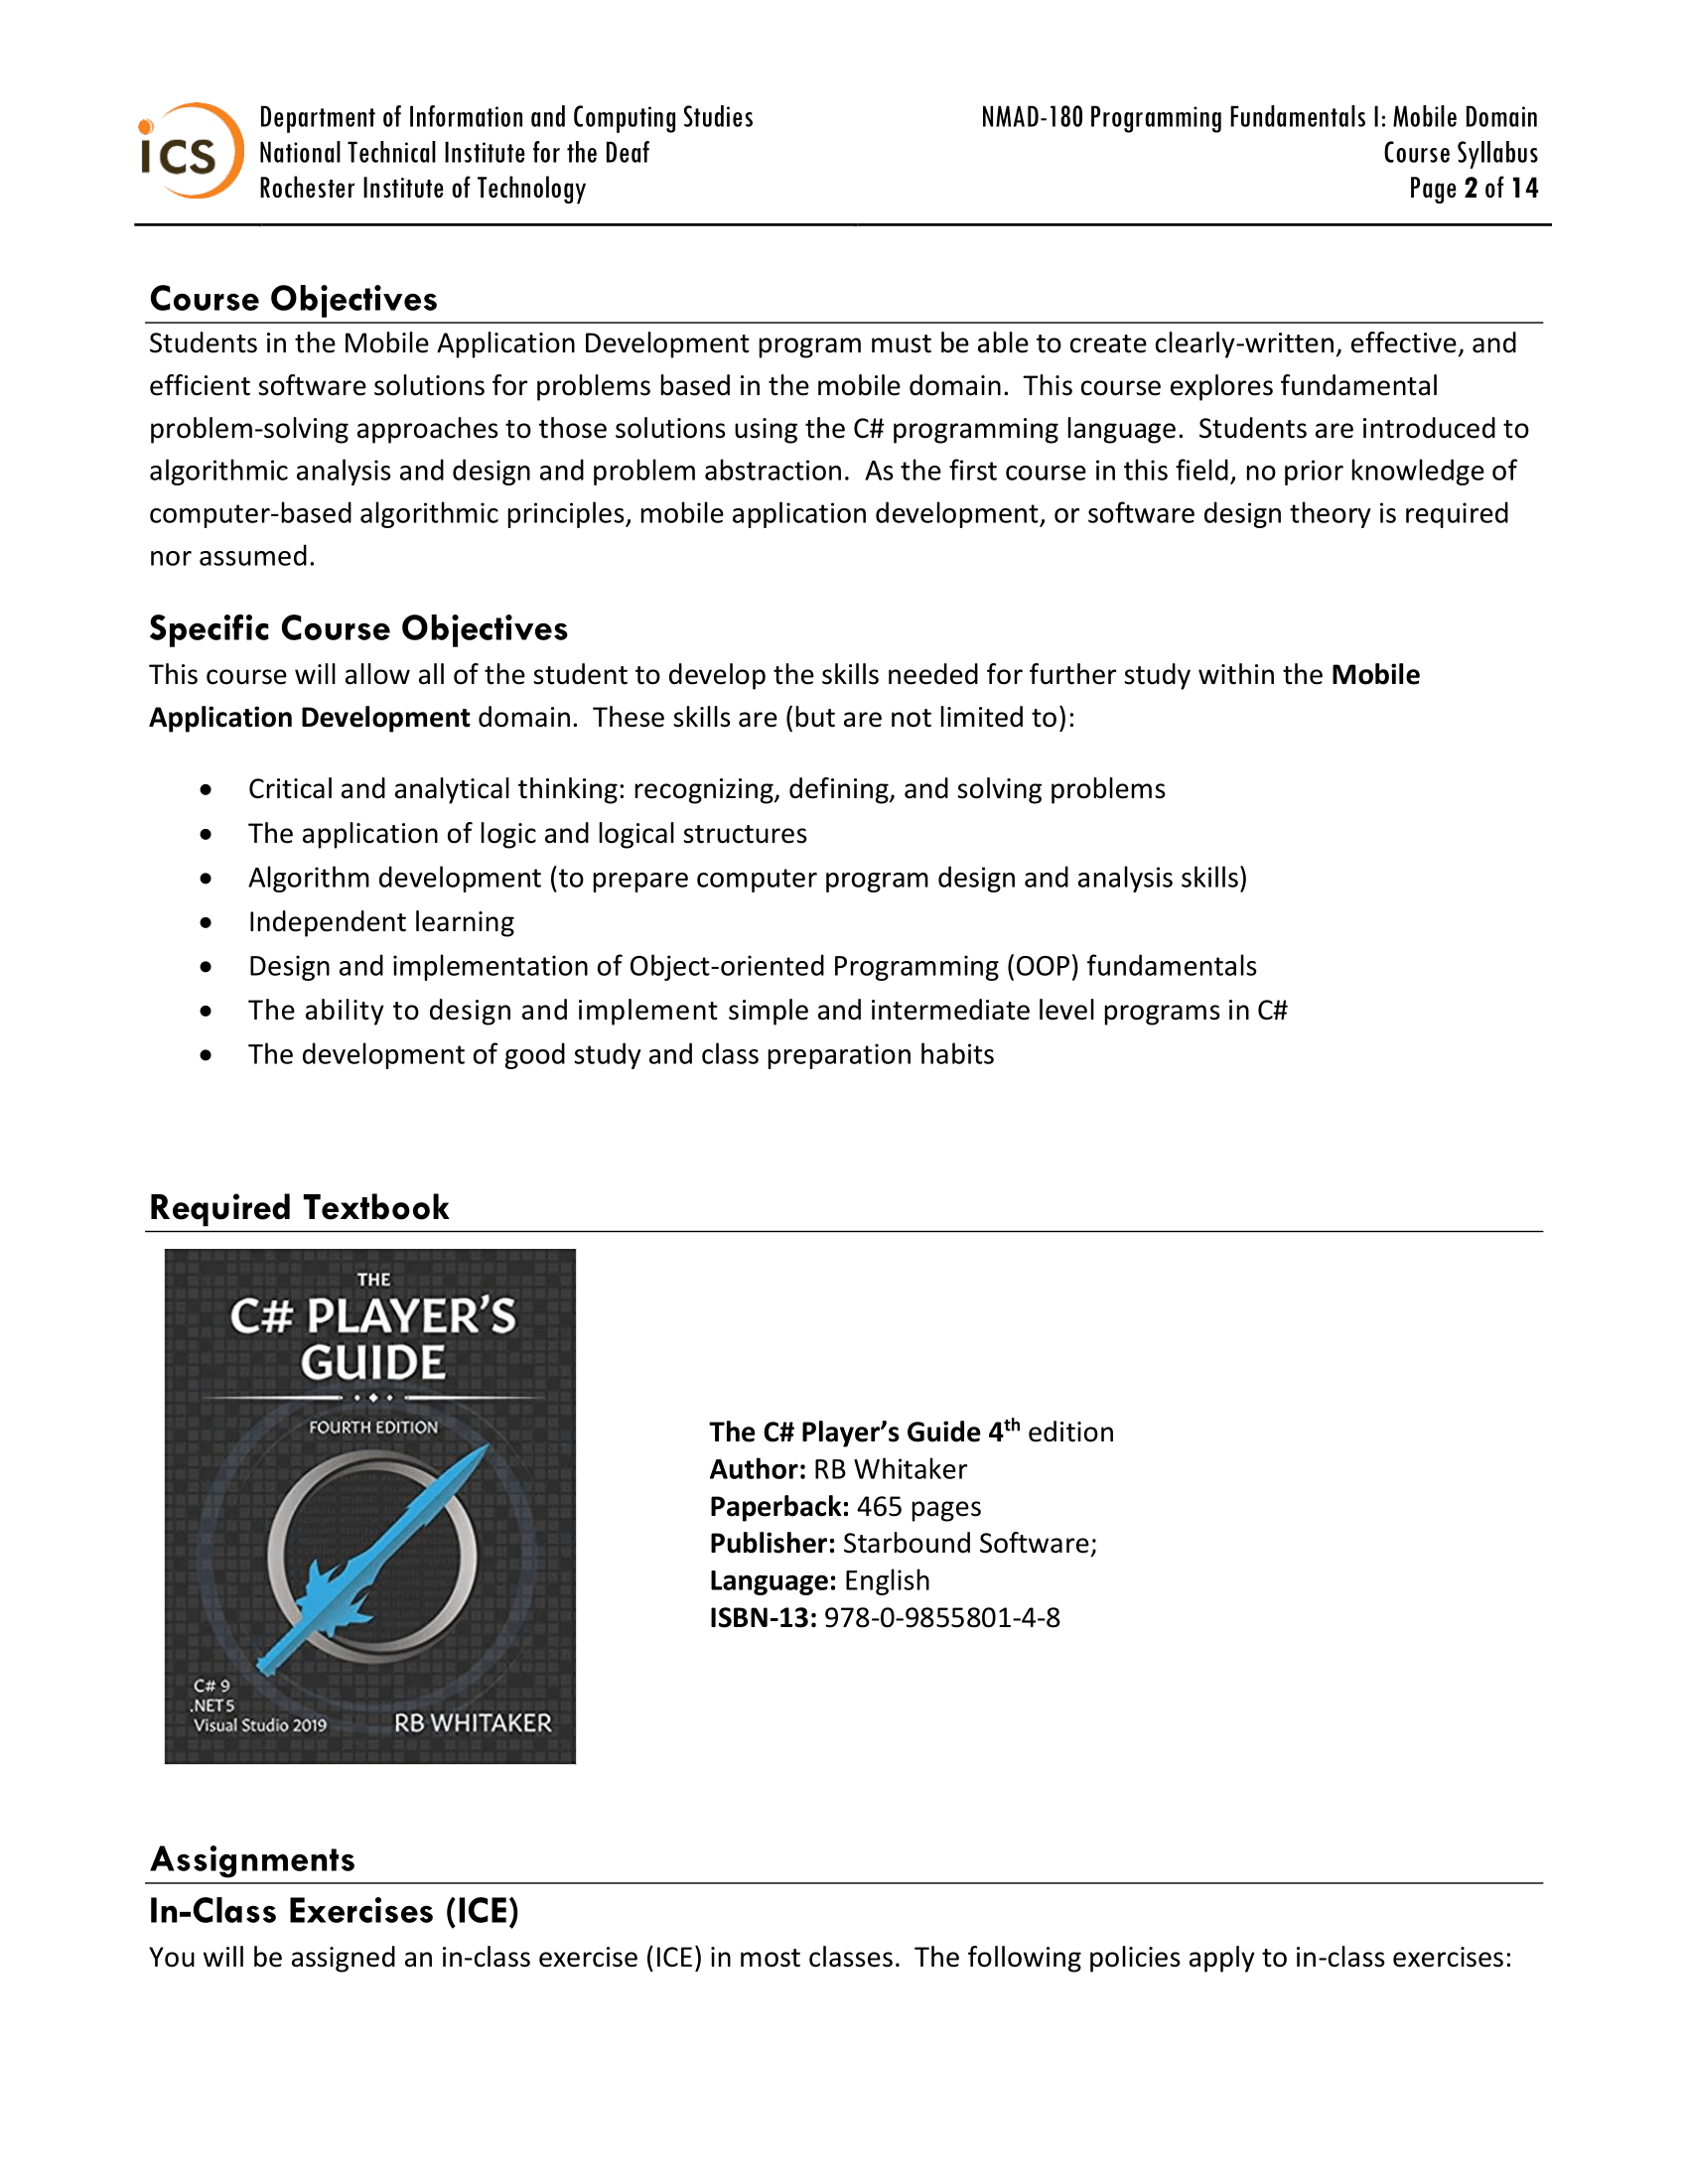 ics
Department of Information and Computing Studies
National Technical Institute for the Deaf
Rochester Institute of Technology
NMAD-180 Programming Fundamentals I: Mobile Domain
Course Syllabus
Page 2 of 14
Course Objectives
Students in the Mobile Application Development program must be able to create clearly-written, effective, and
efficient software solutions for problems based in the mobile domain.  This course explores fundamental
problem-solving approaches to those solutions using the C# programming language.  Students are introduced to
algorithmic analysis and design and problem abstraction.  As the first course in this field, no prior knowledge of
computer-based algorithmic principles, mobile application development, or software design theory is required
nor assumed.
Specific Course Objectives
This course will allow all of the student to develop the skills needed for further study within the Mobile
Application Development domain.  These skills are (but are not limited to):
• Critical and analytical thinking: recognizing, defining, and solving problems
• The application of logic and logical structures
• Algorithm development (to prepare computer program design and analysis skills)
• Independent learning
• Design and implementation of Object-oriented Programming (OOP) fundamentals
• The ability to design and implement simple and intermediate level programs in C#
• The development of good study and class preparation habits
Required Textbook
THE
C# PLAYER'S
GUIDE
FOURTH EDITION
C# 9
.NET 5
Visual Studio 2019
RB WHITAKER
The C# Player's Guide 4th edition
Author: RB Whitaker
Paperback: 465 pages
Publisher: Starbound Software;
Language: English
ISBN-13: 978-0-9855801-4-8
Assignments
In-Class Exercises (ICE)
You will be assigned an in-class exercise (ICE) in most classes.  The following policies apply to in-class exercises: